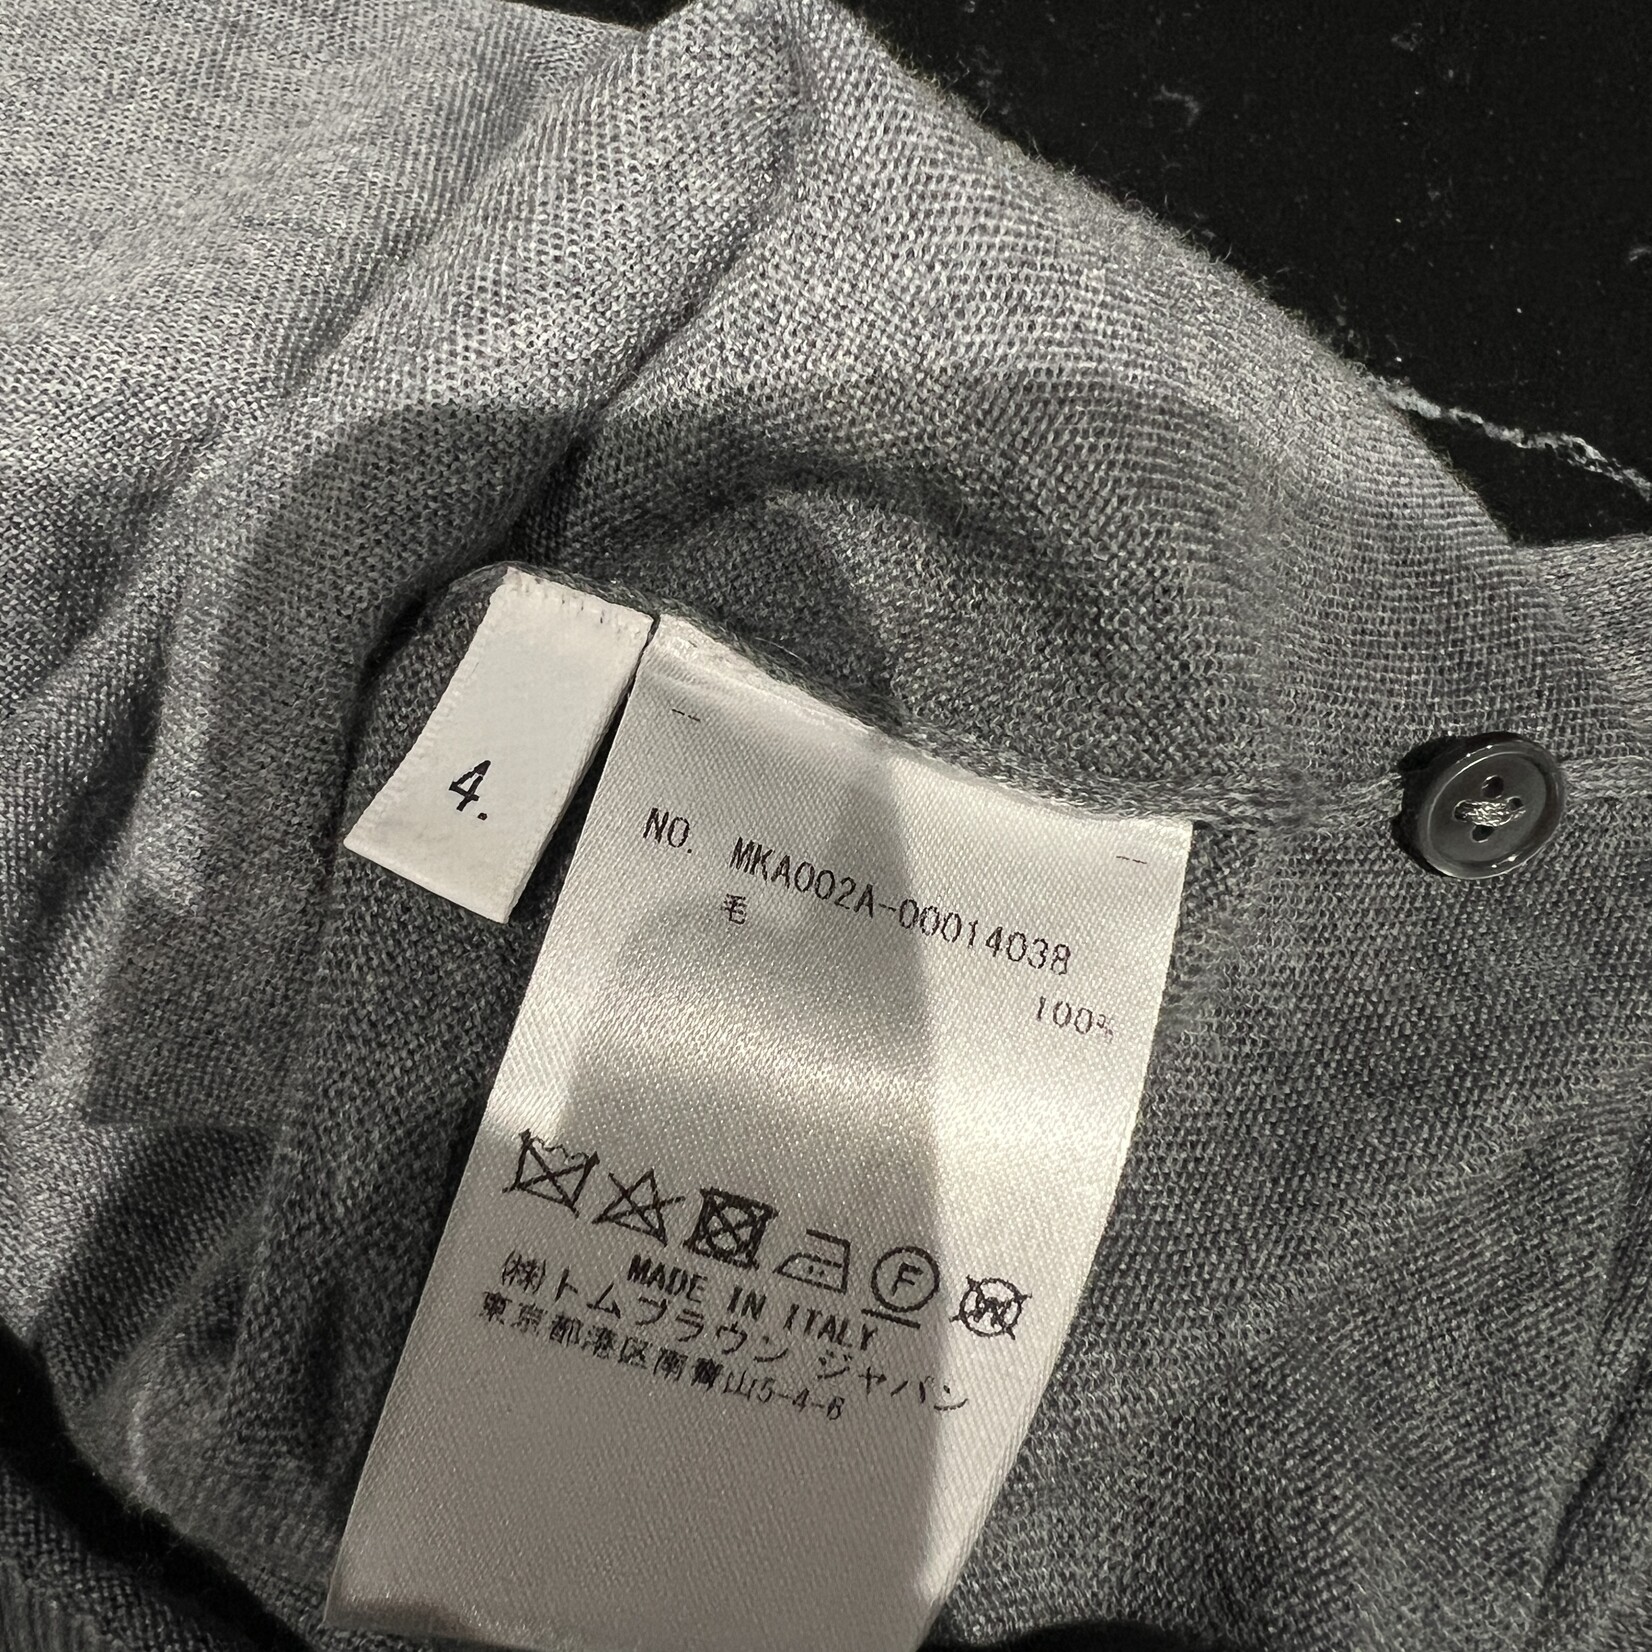 4.
NO. MKA002A-00014038
毛
100%
F
W
MADE IN ITALY
㈱トムブラウン ジャパン
東京都港区南青山5-4-6